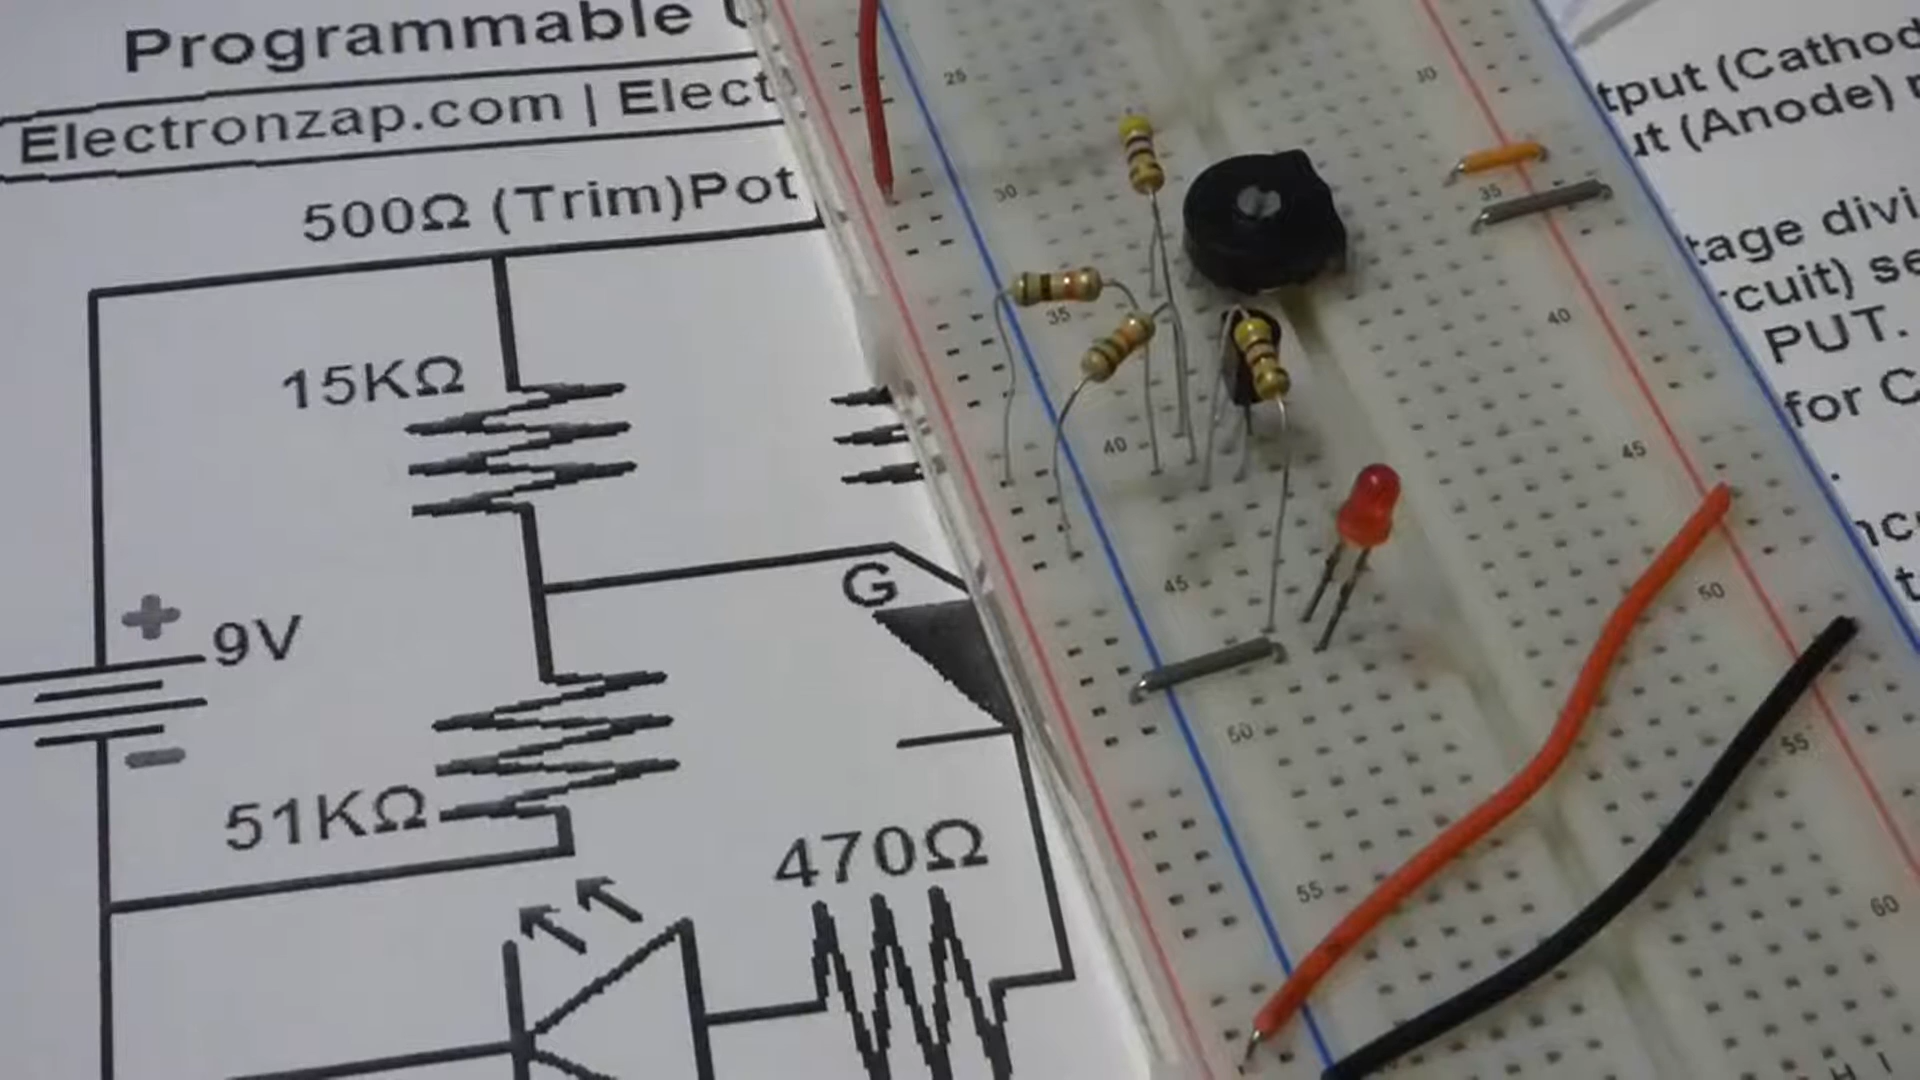 Programmable
Electronzap.com | Elect
500Ω (Trim)Pot
15KΩ
G
+
9V
-
51KΩ
470Ω
25
30
35
40
45
50
55
30
35
40
45
50
55
60
H I
tput (Cathod
ut (Anode)
tage divi
rcuit) se
PUT.
for C